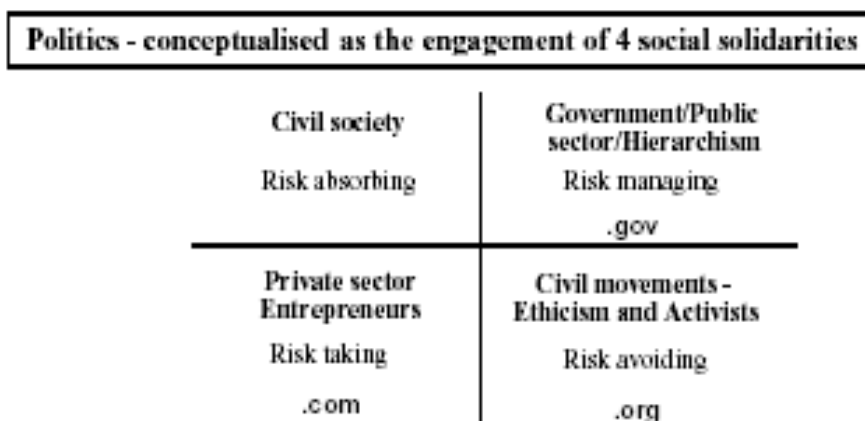 Politics - conceptualised as the engagement of 4 social solidarities
Civil society
Risk absorbing
Government/Public
sector/Hierarchism
Risk managing
.gov
Private sector
Entrepreneurs
Risk taking
.com
Civil movements -
Ethicism and Activists
Risk avoiding
.org